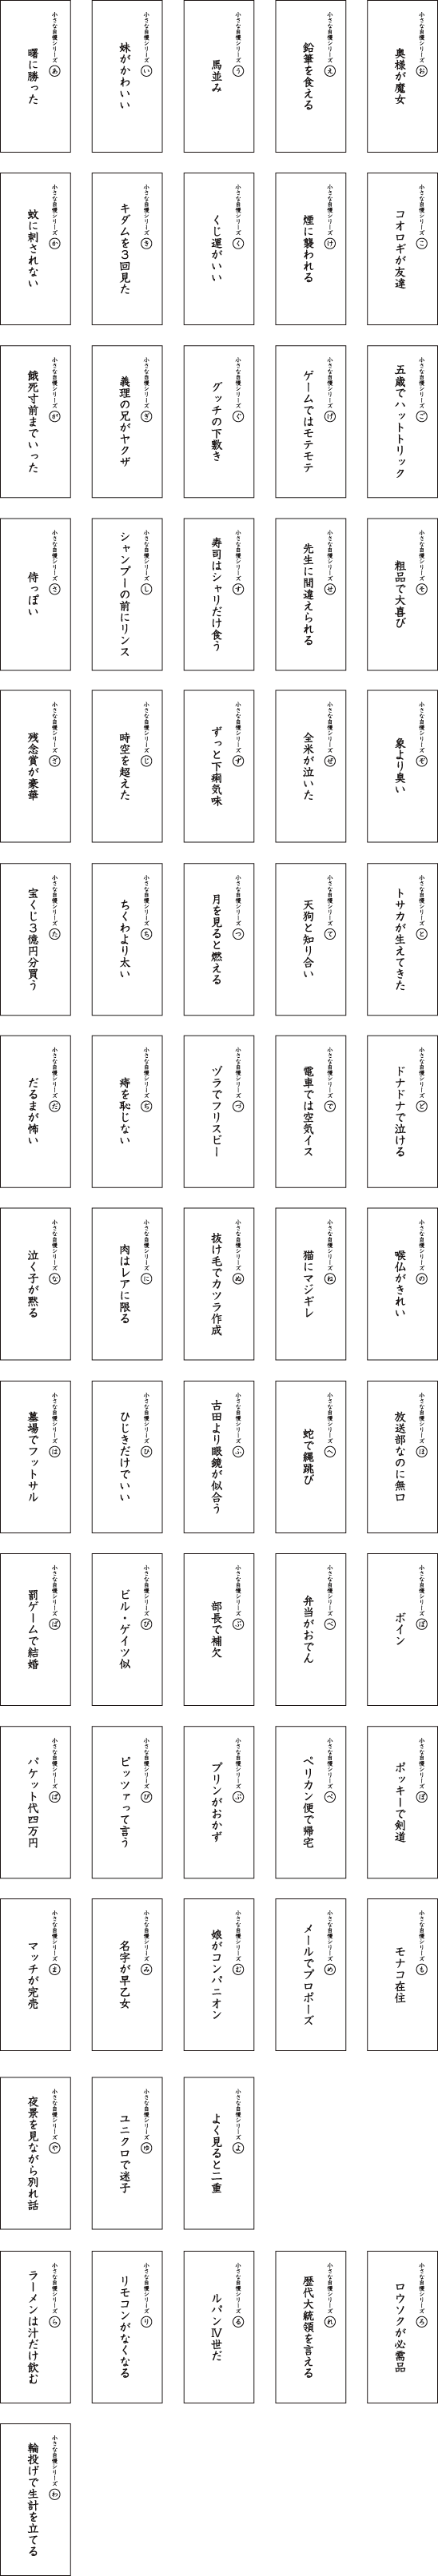 小さな自慢シリーズ あ
曙に勝った
小さな自慢シリーズ い
妹がかわいい
小さな自慢シリーズ う
馬並み
小さな自慢シリーズ え
鉛筆を食える
小さな自慢シリーズ お
奥様が魔女
小さな自慢シリーズ か
蚊に刺されない
小さな自慢シリーズ き
キダムを3回見た
小さな自慢シリーズ く
くじ運がいい
小さな自慢シリーズ け
煙に襲われる
小さな自慢シリーズ こ
コオロギが友達
小さな自慢シリーズ が
餓死寸前までいった
小さな自慢シリーズ ぎ
義理の兄がヤクザ
小さな自慢シリーズ ぐ
グッチの下敷き
小さな自慢シリーズ げ
ゲームではモテモテ
小さな自慢シリーズ ご
五歳でハットトリック
小さな自慢シリーズ さ
侍っぽい
小さな自慢シリーズ し
シャンプーの前にリンス
小さな自慢シリーズ す
寿司はシャリだけ食う
小さな自慢シリーズ せ
先生に間違えられる
小さな自慢シリーズ そ
粗品で大喜び
小さな自慢シリーズ ざ
残念賞が豪華
小さな自慢シリーズ じ
時空を超えた
小さな自慢シリーズ ず
ずっと下痢気味
小さな自慢シリーズ ぜ
全米が泣いた
小さな自慢シリーズ ぞ
象より臭い
小さな自慢シリーズ た
宝くじ3億円分買う
小さな自慢シリーズ ち
ちくわより太い
小さな自慢シリーズ つ
月を見ると燃える
小さな自慢シリーズ て
天狗と知り合い
小さな自慢シリーズ と
トサカが生えてきた
小さな自慢シリーズ だ
だるまが怖い
小さな自慢シリーズ ぢ
痔を恥じない
小さな自慢シリーズ づ
ヅラでフリスビー
小さな自慢シリーズ で
電車では空気イス
小さな自慢シリーズ ど
ドナドナで泣ける
小さな自慢シリーズ な
泣く子が黙る
小さな自慢シリーズ に
肉はレアに限る
小さな自慢シリーズ ぬ
抜け毛でカツラ作成
小さな自慢シリーズ ね
猫にマジギレ
小さな自慢シリーズ の
喉仏がきれい
小さな自慢シリーズ は
墓場でフットサル
小さな自慢シリーズ ひ
ひじきだけでいい
小さな自慢シリーズ ふ
古田より眼鏡が似合う
小さな自慢シリーズ へ
蛇で縄跳び
小さな自慢シリーズ ほ
放送部なのに無口
小さな自慢シリーズ ば
罰ゲームで結婚
小さな自慢シリーズ び
ビル・ゲイツ似
小さな自慢シリーズ ぶ
部長で補欠
小さな自慢シリーズ べ
弁当がおでん
小さな自慢シリーズ ぼ
ボイン
小さな自慢シリーズ ぱ
パケット代四万円
小さな自慢シリーズ ぴ
ピッツァって言う
小さな自慢シリーズ ぷ
プリンがおかず
小さな自慢シリーズ ぺ
ペリカン便で帰宅
小さな自慢シリーズ ぽ
ポッキーで剣道
小さな自慢シリーズ ま
マッチが完売
小さな自慢シリーズ み
名字が早乙女
小さな自慢シリーズ む
娘がコンパニオン
小さな自慢シリーズ め
メールでプロポーズ
小さな自慢シリーズ も
モナコ在住
小さな自慢シリーズ や
夜景を見ながら別れ話
小さな自慢シリーズ ゆ
ユニクロで迷子
小さな自慢シリーズ よ
よく見ると二重
小さな自慢シリーズ ら
ラーメンは汁だけ飲む
小さな自慢シリーズ り
リモコンがなくなる
小さな自慢シリーズ る
ルパンⅣ世だ
小さな自慢シリーズ れ
歴代大統領を言える
小さな自慢シリーズ ろ
ロウソクが必需品
小さな自慢シリーズ わ
輪投げで生計を立てる